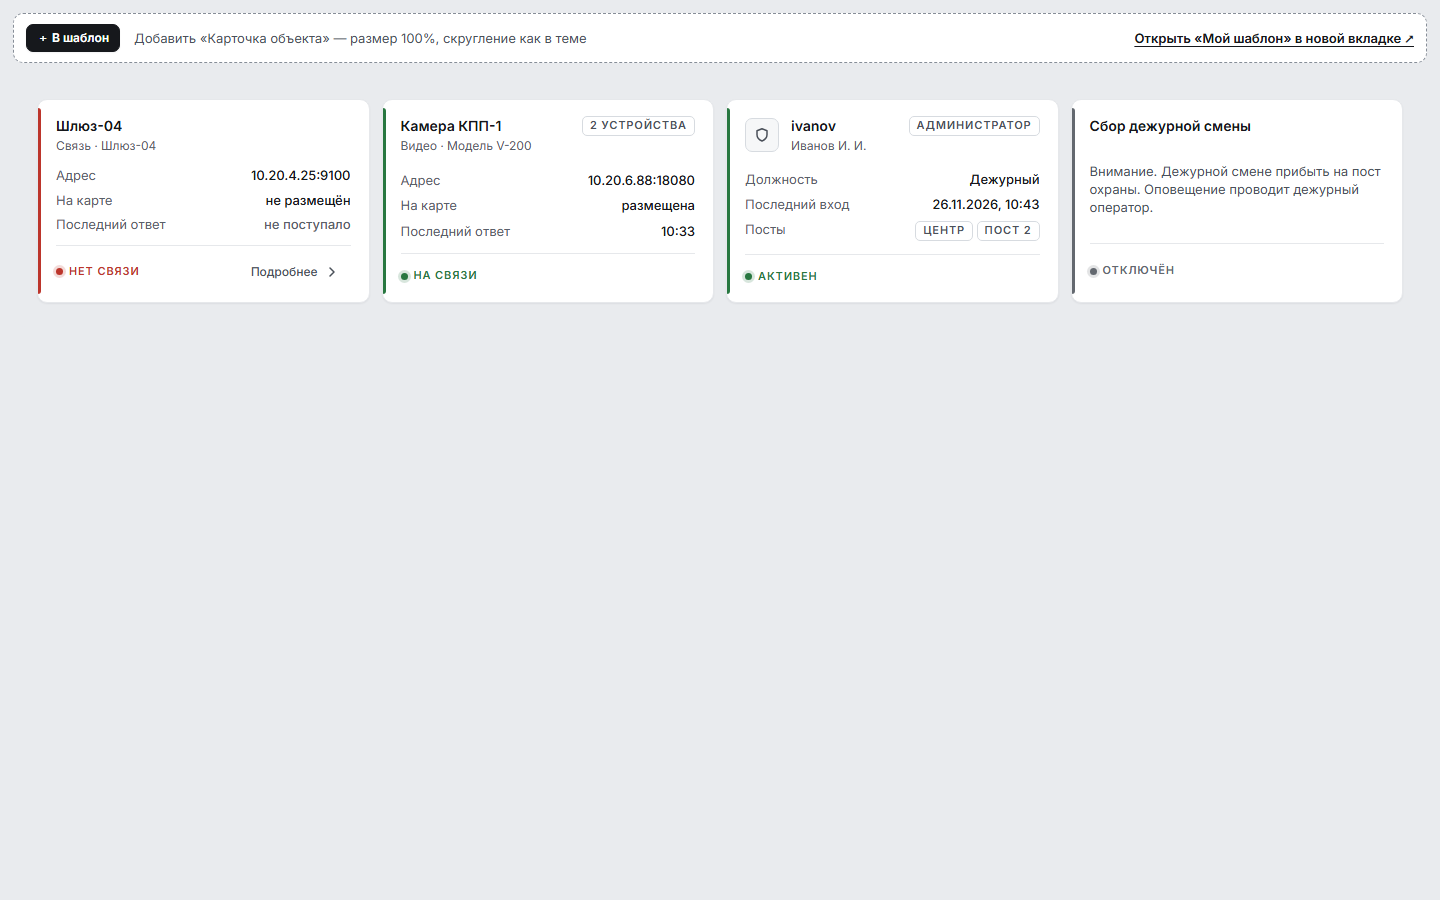 + В шаблон
Добавить «Карточка объекта» — размер 100%, скругление как в теме
Открыть «Мой шаблон» в новой вкладке ↗
Шлюз-04
Связь · Шлюз-04
Адрес 10.20.4.25:9100
На карте не размещён
Последний ответ не поступало
НЕТ СВЯЗИ Подробнее
Камера КПП-1 2 УСТРОЙСТВА
Видео · Модель V-200
Адрес 10.20.6.88:18080
На карте размещена
Последний ответ 10:33
НА СВЯЗИ
ivanov АДМИНИСТРАТОР
Иванов И. И.
Должность Дежурный
Последний вход 26.11.2026, 10:43
Посты ЦЕНТР ПОСТ 2
АКТИВЕН
Сбор дежурной смены
Внимание. Дежурной смене прибыть на пост
охраны. Оповещение проводит дежурный
оператор.
ОТКЛЮЧЁН